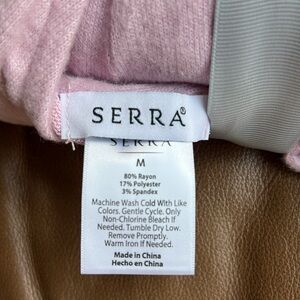 SERRA®
SERRA
M
80% Rayon
17% Polyester
3% Spandex
Machine Wash Cold With Like
Colors. Gentle Cycle. Only
Non-Chlorine Bleach If
Needed. Tumble Dry Low.
Remove Promptly.
Warm Iron If Needed.
Made in China
Hecho en China